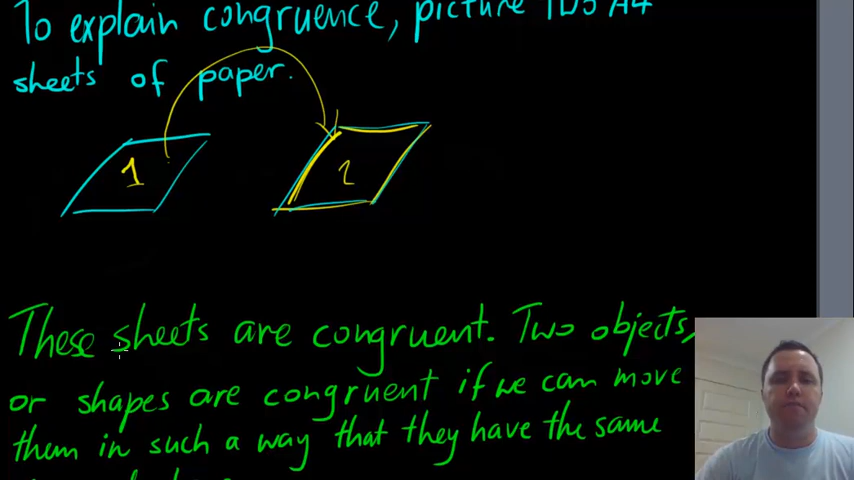 To explain congruence, picture two A4
sheets of paper.
1
2
These sheets are congruent. Two objects,
or shapes are congruent if we can move
them in such a way that they have the same